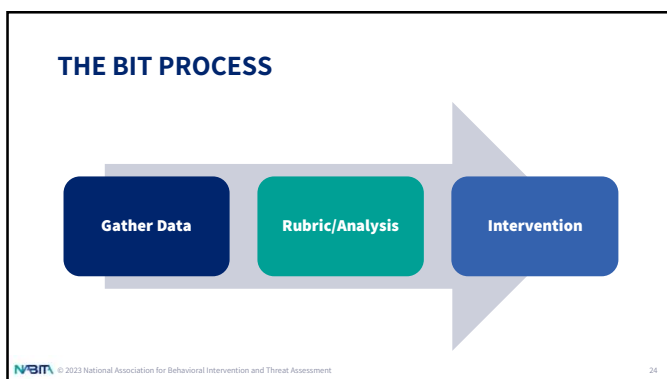 THE BIT PROCESS
Gather Data
Rubric/Analysis
Intervention
NABITA © 2023 National Association for Behavioral Intervention and Threat Assessment
24